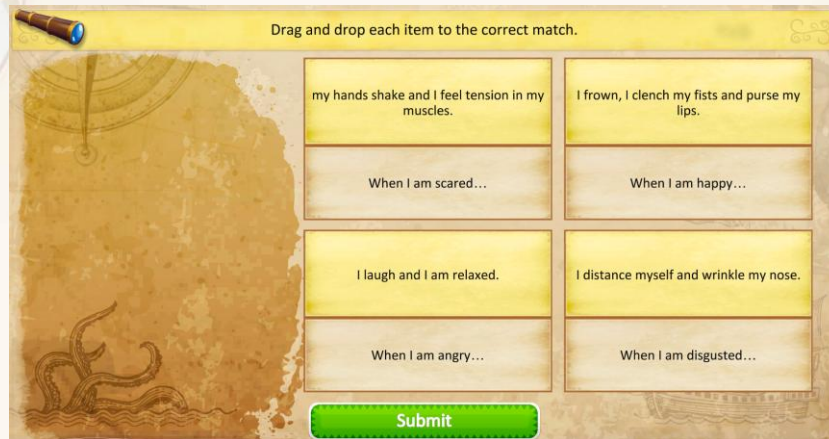 Drag and drop each item to the correct match.
my hands shake and I feel tension in my
muscles.
When I am scared...
I frown, I clench my fists and purse my
lips.
When I am happy...
I laugh and I am relaxed.
When I am angry...
I distance myself and wrinkle my nose.
When I am disgusted...
Submit